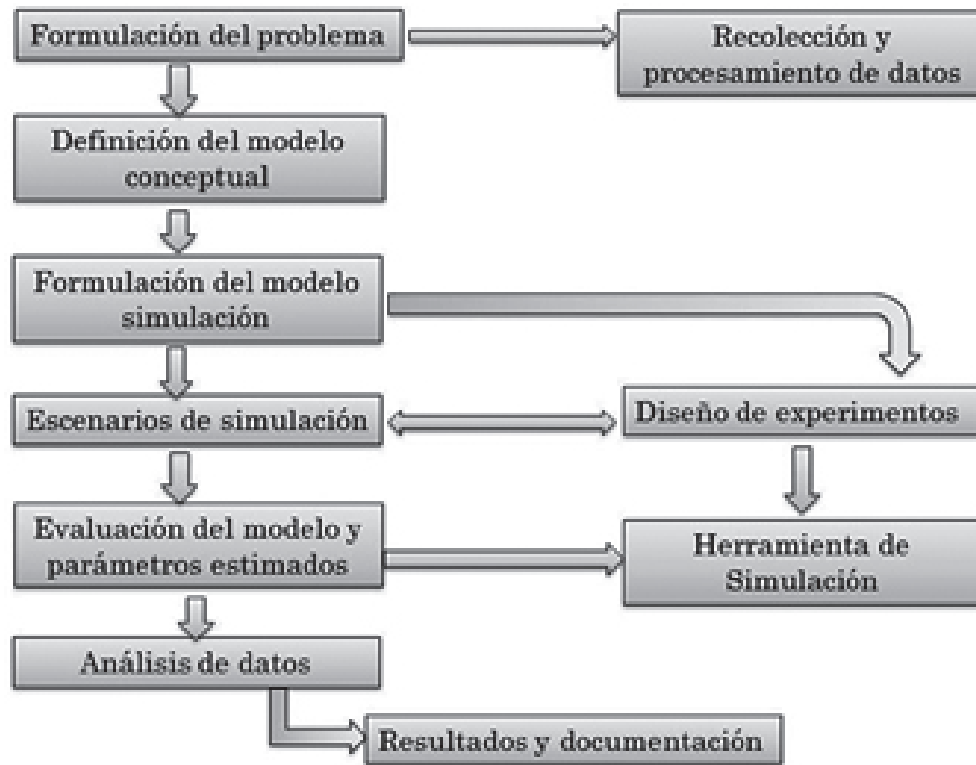 Formulación del problema
Recolección y
procesamiento de datos
Definición del modelo
conceptual
Formulación del modelo
simulación
Escenarios de simulación
Diseño de experimentos
Evaluación del modelo y
parámetros estimados
Herramienta de
Simulación
Análisis de datos
Resultados y documentación